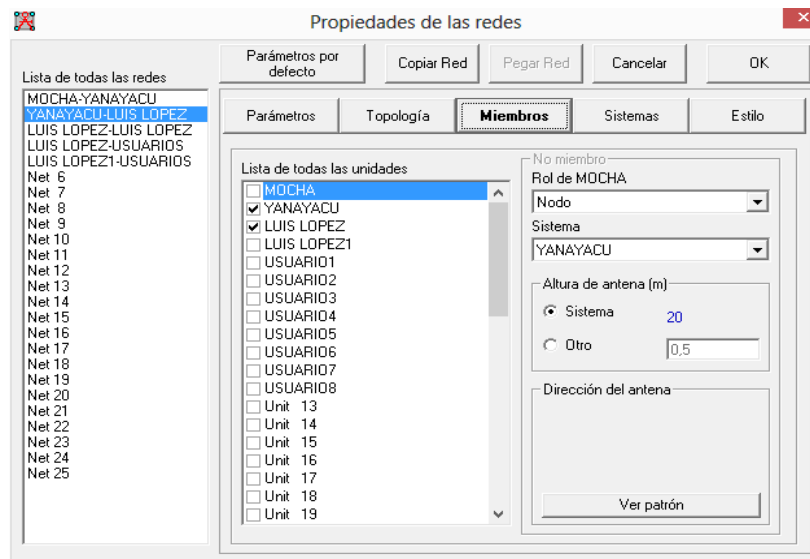 Propiedades de las redes
Parámetros por defecto
Copiar Red
Pegar Red
Cancelar
OK
Lista de todas las redes
MOCHA-YANAYACU
YANAYACU-LUIS LOPEZ
LUIS LOPEZ-LUIS LOPEZ
LUIS LOPEZ-USUARIOS
LUIS LOPEZ1-USUARIOS
Net 6
Net 7
Net 8
Net 9
Net 10
Net 11
Net 12
Net 13
Net 14
Net 15
Net 16
Net 17
Net 18
Net 19
Net 20
Net 21
Net 22
Net 23
Net 24
Net 25
Parámetros
Topología
Miembros
Sistemas
Estilo
Lista de todas las unidades
MOCHA
YANAYACU
LUIS LOPEZ
LUIS LOPEZ1
USUARIO1
USUARIO2
USUARIO3
USUARIO4
USUARIO5
USUARIO6
USUARIO7
USUARIO8
Unit 13
Unit 14
Unit 15
Unit 16
Unit 17
Unit 18
Unit 19
No miembro
Rol de MOCHA
Nodo
Sistema
YANAYACU
Altura de antena (m)
Sistema 20
Otro 0,5
Dirección del antena
Ver patrón